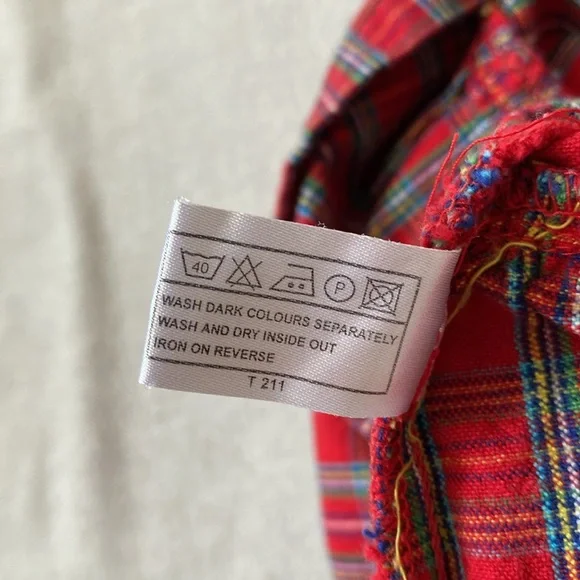 40 P
WASH DARK COLOURS SEPARATELY
WASH AND DRY INSIDE OUT
IRON ON REVERSE
T 211